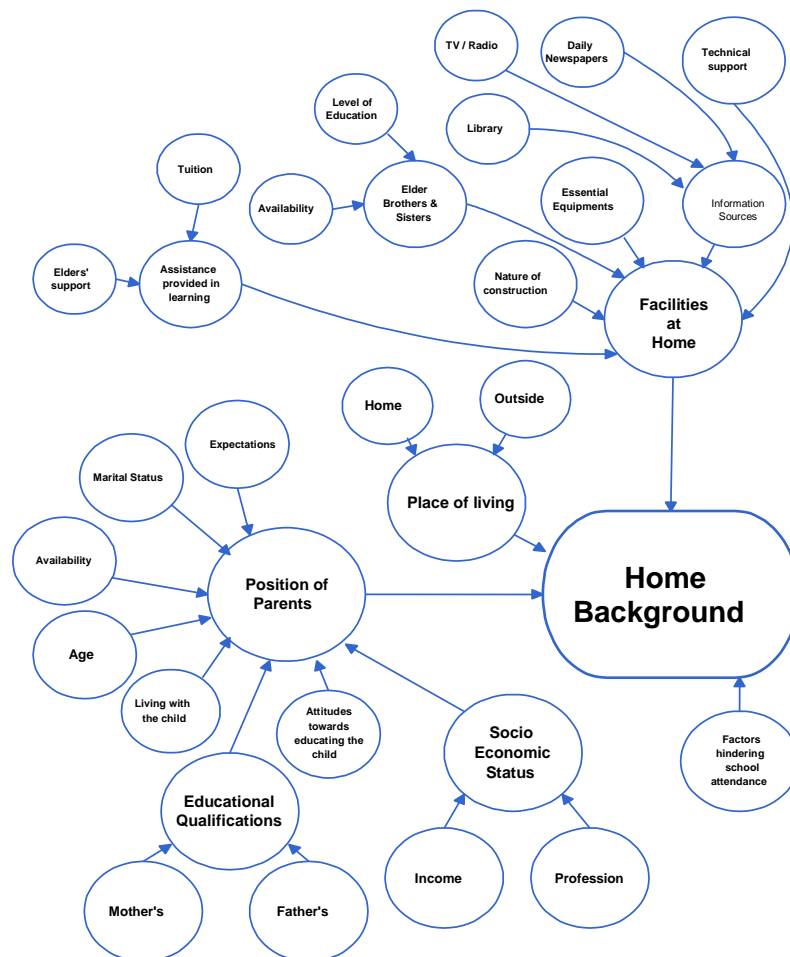 TV / Radio
Daily
Newspapers
Technical
support
Level of
Education
Library
Tuition
Availability
Elder
Brothers &
Sisters
Essential
Equipments
Information
Sources
Elders'
support
Assistance
provided in
learning
Nature of
construction
Facilities
at
Home
Home
Outside
Expectations
Marital Status
Place of living
Availability
Position of
Parents
Home
Background
Age
Living with
the child
Attitudes
towards
educating the
child
Socio
Economic
Status
Factors
hindering
school
attendance
Educational
Qualifications
Income
Profession
Mother's
Father's